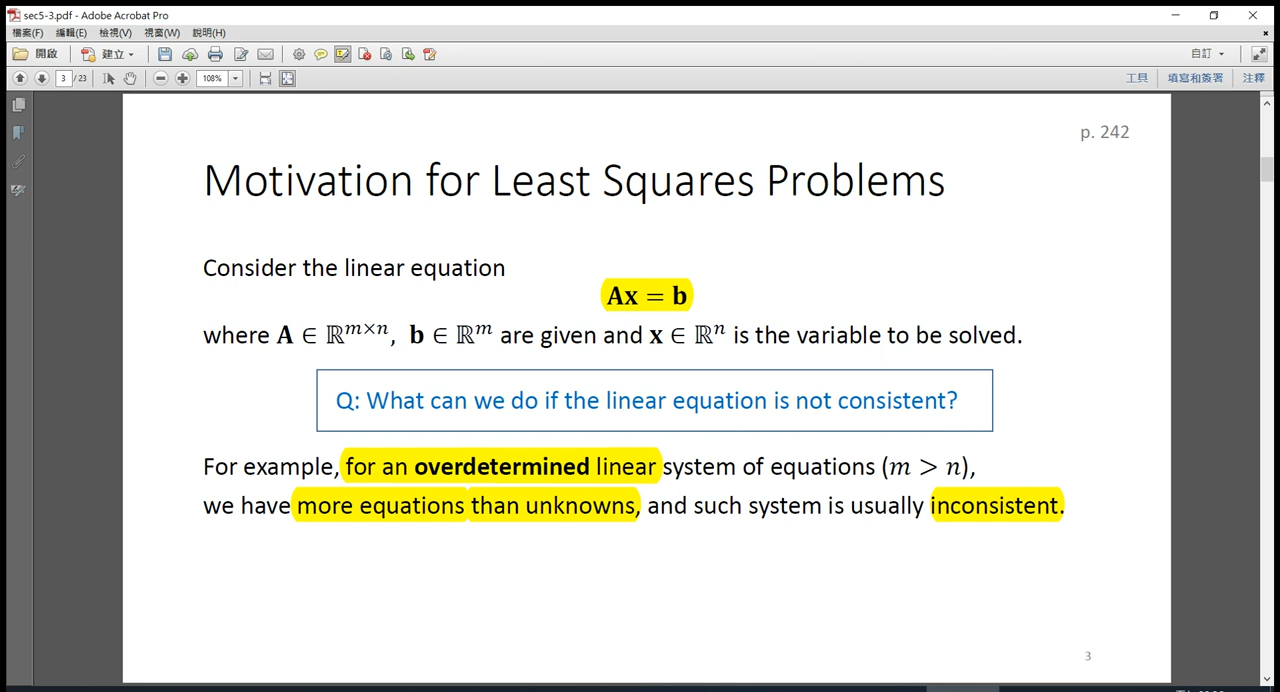 sec5-3.pdf - Adobe Acrobat Pro
檔案(F) 編輯(E) 檢視(V) 視窗(W) 說明(H)
開啟 建立 自訂
3 / 23 108% 工具 填寫和簽署 注釋
p. 242
Motivation for Least Squares Problems
Consider the linear equation
Ax = b
where A ∈ ℝ^{m×n}, b ∈ ℝ^m are given and x ∈ ℝ^n is the variable to be solved.
Q: What can we do if the linear equation is not consistent?
For example, for an overdetermined linear system of equations (m > n),
we have more equations than unknowns, and such system is usually inconsistent.
3